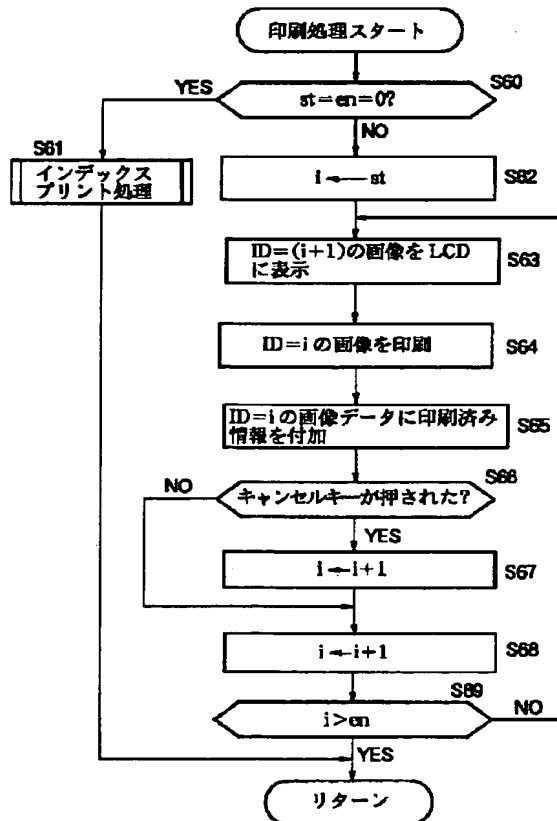 印刷処理スタート
S60
YES
st=en=0?
NO
S61
インデックス
プリント処理
i←st
S62
ID=(i+1)の画像をLCD
に表示
S63
ID=iの画像を印刷
S64
ID=iの画像データに印刷済み
情報を付加
S65
S66
NO
キャンセルキーが押された?
YES
i←i+1
S67
i←i+1
S68
S69
i>en
NO
YES
リターン